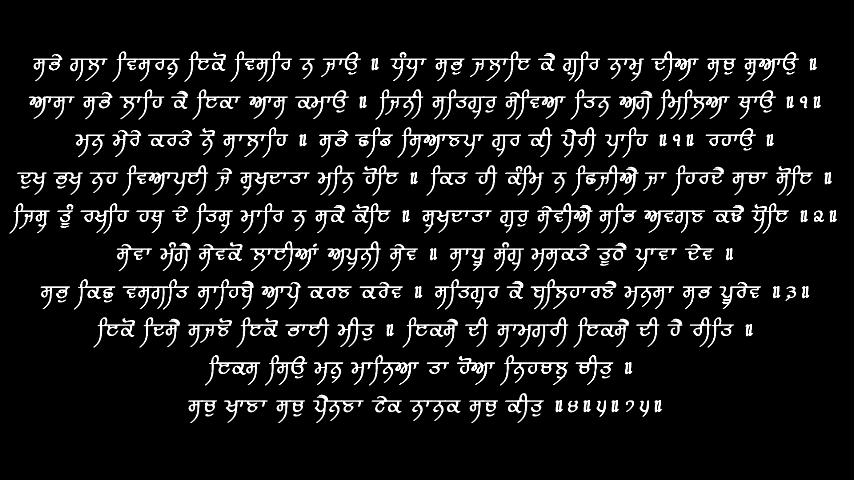 ਸਭੇ ਗਲਾ ਵਿਸਰਨੁ ਇਕੋ ਵਿਸਰਿ ਨ ਜਾਉ ॥ ਧੰਧਾ ਸਭੁ ਜਲਾਇ ਕੈ ਗੁਰਿ ਨਾਮੁ ਦੀਆ ਸਚੁ ਸੁਆਉ ॥
ਆਸਾ ਸਭੇ ਲਾਹਿ ਕੈ ਇਕਾ ਆਸ ਕਮਾਉ ॥ ਜਿਨੀ ਸਤਿਗੁਰੁ ਸੇਵਿਆ ਤਿਨ ਅਗੈ ਮਿਲਿਆ ਥਾਉ ॥੧॥
ਮਨ ਮੇਰੇ ਕਰਤੇ ਨੋ ਸਾਲਾਹਿ ॥ ਸਭੇ ਛਡਿ ਸਿਆਣਪਾ ਗੁਰ ਕੀ ਪੈਰੀ ਪਾਹਿ ॥੧॥ ਰਹਾਉ ॥
ਦੁਖ ਭੁਖ ਨਹ ਵਿਆਪਈ ਜੇ ਸੁਖਦਾਤਾ ਮਨਿ ਹੋਇ ॥ ਕਿਤ ਹੀ ਕੰਮਿ ਨ ਛਿਜੀਐ ਜਾ ਹਿਰਦੈ ਸਚਾ ਸੋਇ ॥
ਜਿਸੁ ਤੂੰ ਰਖਹਿ ਹਥ ਦੇ ਤਿਸੁ ਮਾਰਿ ਨ ਸਕੈ ਕੋਇ ॥ ਸੁਖਦਾਤਾ ਗੁਰੁ ਸੇਵੀਐ ਸਭਿ ਅਵਗਣ ਕਢੈ ਧੋਇ ॥੨॥
ਸੇਵਾ ਮੰਗੈ ਸੇਵਕੋ ਲਾਈਆਂ ਅਪੁਨੀ ਸੇਵ ॥ ਸਾਧੂ ਸੰਗੁ ਮਸਕਤੇ ਤੂਠੈ ਪਾਵਾ ਦੇਵ ॥
ਸਭੁ ਕਿਛੁ ਵਸਗਤਿ ਸਾਹਿਬੈ ਆਪੇ ਕਰਣ ਕਰੇਵ ॥ ਸਤਿਗੁਰ ਕੈ ਬਲਿਹਾਰਣੈ ਮਨਸਾ ਸਭ ਪੂਰੇਵ ॥੩॥
ਇਕੋ ਦਿਸੈ ਸਜਣੋ ਇਕੋ ਭਾਈ ਮੀਤੁ ॥ ਇਕਸੈ ਦੀ ਸਾਮਗਰੀ ਇਕਸੈ ਦੀ ਹੈ ਰੀਤਿ ॥
ਇਕਸ ਸਿਉ ਮਨੁ ਮਾਨਿਆ ਤਾ ਹੋਆ ਨਿਹਚਲੁ ਚੀਤੁ ॥
ਸਚੁ ਖਾਣਾ ਸਚੁ ਪੈਨਣਾ ਟੇਕ ਨਾਨਕ ਸਚੁ ਕੀਤੁ ॥੪॥੫॥੭੫॥